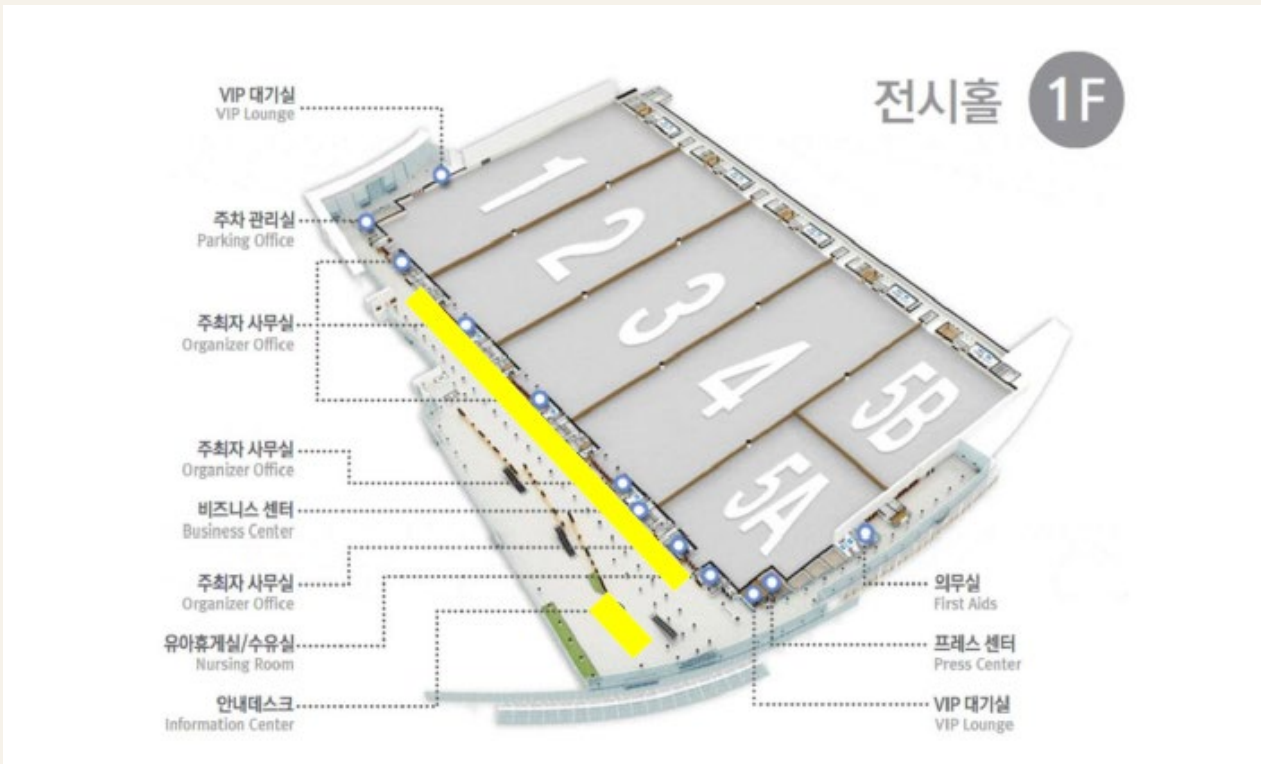 전시홀 1F
VIP 대기실
VIP Lounge
주차 관리실
Parking Office
주최자 사무실
Organizer Office
주최자 사무실
Organizer Office
비즈니스 센터
Business Center
주최자 사무실
Organizer Office
유아휴게실/수유실
Nursing Room
안내데스크
Information Center
1
2
3
4
5A
5B
의무실
First Aids
프레스 센터
Press Center
VIP 대기실
VIP Lounge